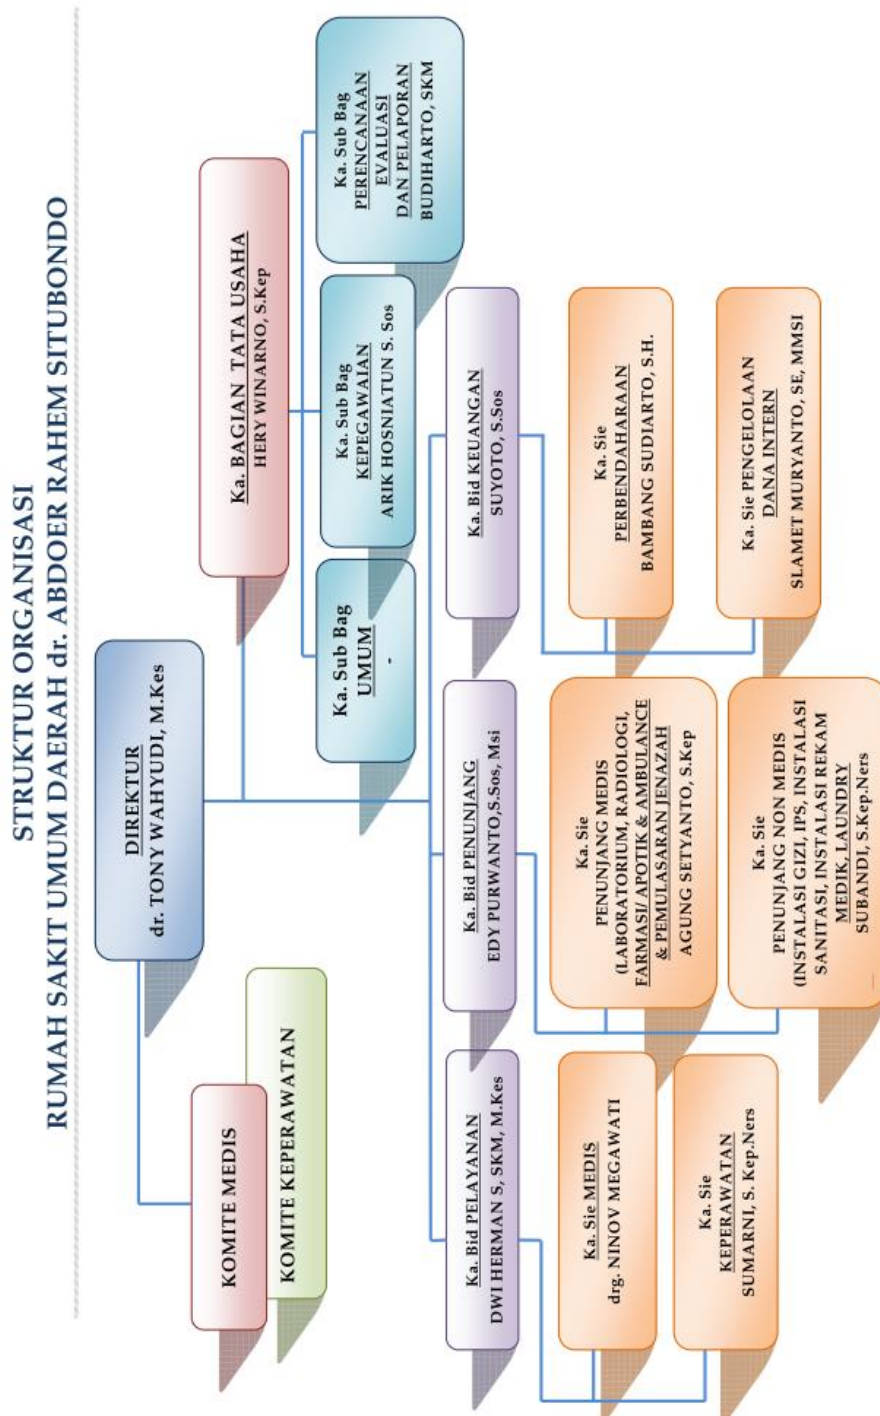 STRUKTUR ORGANISASI
RUMAH SAKIT UMUM DAERAH dr. ABDOER RAHEM SITUBONDO
DIREKTUR
dr. TONY WAHYUDI, M.Kes
KOMITE MEDIS
KOMITE KEPERAWATAN
Ka. BAGIAN TATA USAHA
HERY WINARNO, S.Kep
Ka. Sub Bag
UMUM
-
Ka. Sub Bag
KEPEGAWAIAN
ARIK HOSNIATUN S. Sos
Ka. Sub Bag
PERENCANAAN
EVALUASI
DAN PELAPORAN
BUDIHARTO, SKM
Ka. Bid PELAYANAN
DWI HERMAN S, SKM, M.Kes
Ka. Bid PENUNJANG
EDY PURWANTO,S.Sos, Msi
Ka. Bid KEUANGAN
SUYOTO, S.Sos
Ka. Sie MEDIS
drg. NINOV MEGAWATI
Ka. Sie
KEPERAWATAN
SUMARNI, S. Kep.Ners
Ka. Sie
PENUNJANG MEDIS
(LABORATORIUM, RADIOLOGI,
FARMASI/ APOTIK & AMBULANCE
& PEMULASARAN JENAZAH
AGUNG SETYANTO, S.Kep
Ka. Sie
PENUNJANG NON MEDIS
(INSTALASI GIZI, IPS, INSTALASI
SANITASI, INSTALASI REKAM
MEDIK, LAUNDRY
SUBANDI, S.Kep.Ners
Ka. Sie
PERBENDAHARAAN
BAMBANG SUDIARTO, S.H.
Ka. Sie PENGELOLAAN
DANA INTERN
SLAMET MURYANTO, SE, MMSI